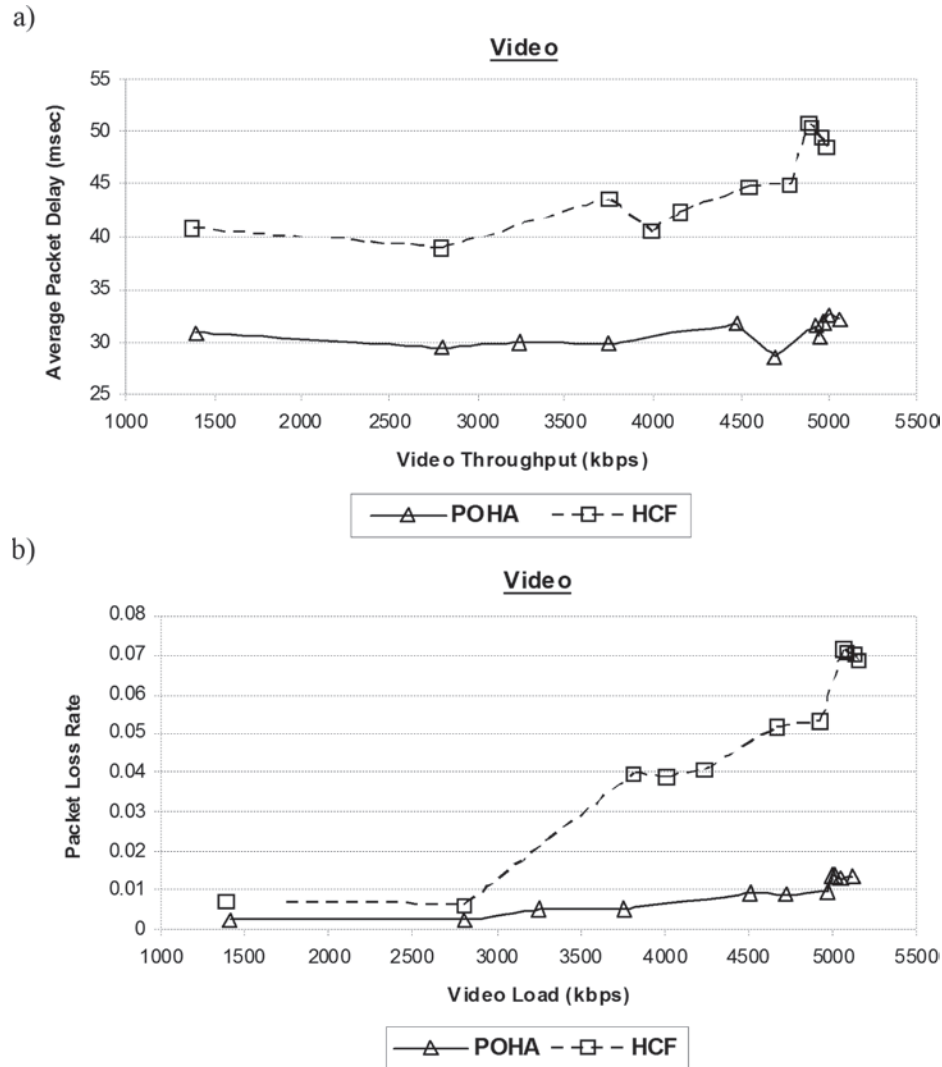 a)
Video
55
50
45
40
35
30
25
Average Packet Delay (msec)
1000 1500 2000 2500 3000 3500 4000 4500 5000 5500
Video Throughput (kbps)
POHA HCF
b)
Video
0.08
0.07
0.06
0.05
0.04
0.03
0.02
0.01
0
Packet Loss Rate
1000 1500 2000 2500 3000 3500 4000 4500 5000 5500
Video Load (kbps)
POHA HCF